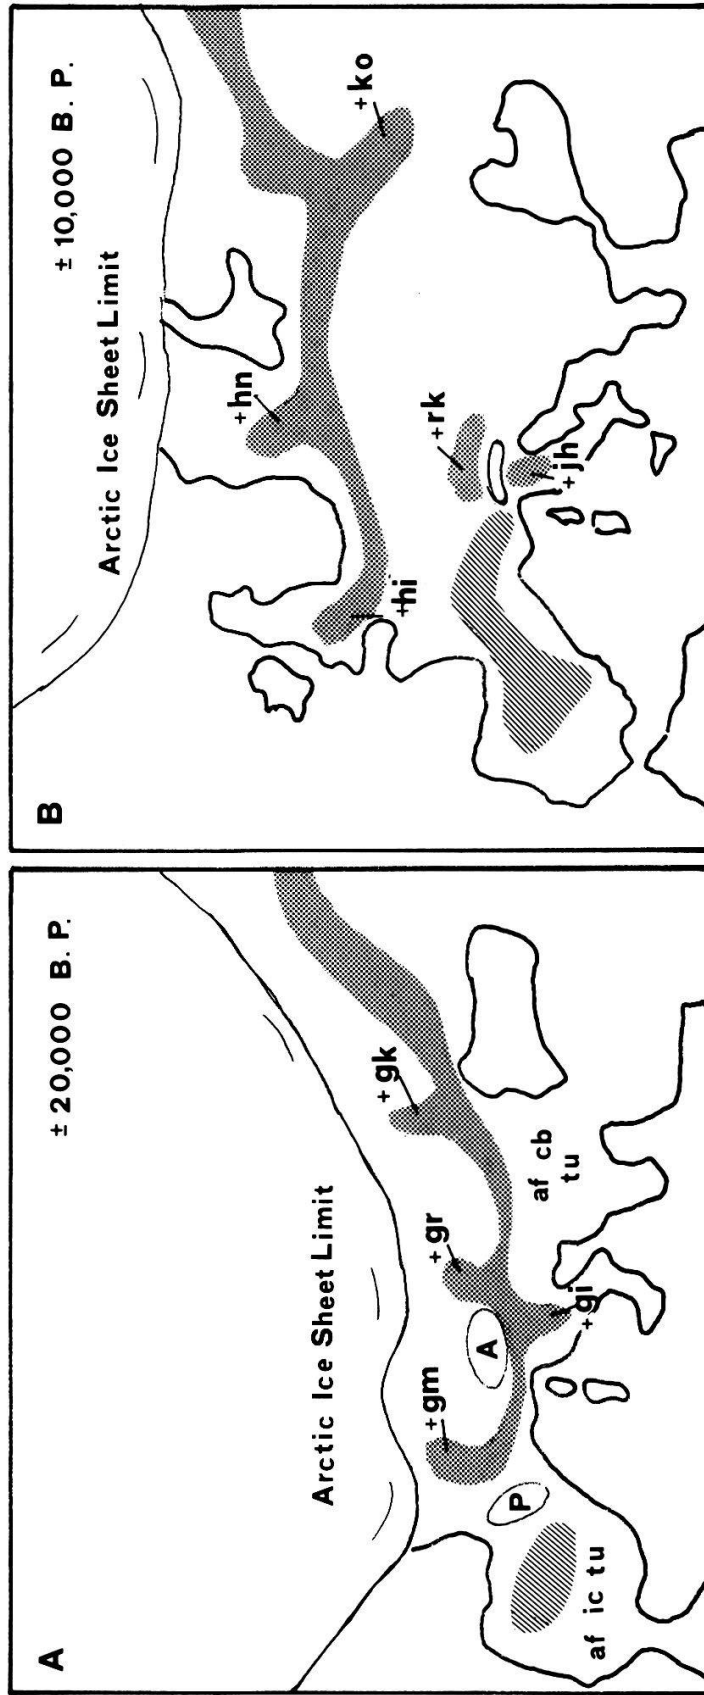 A
± 20,000 B. P.
Arctic Ice Sheet Limit
+ gk
+ gr
+ gm
A
+ gi
P
af cb
tu
af ic tu
B
± 10,000 B. P.
Arctic Ice Sheet Limit
+ ko
+ hn
+ rk
+ jh
+ hi